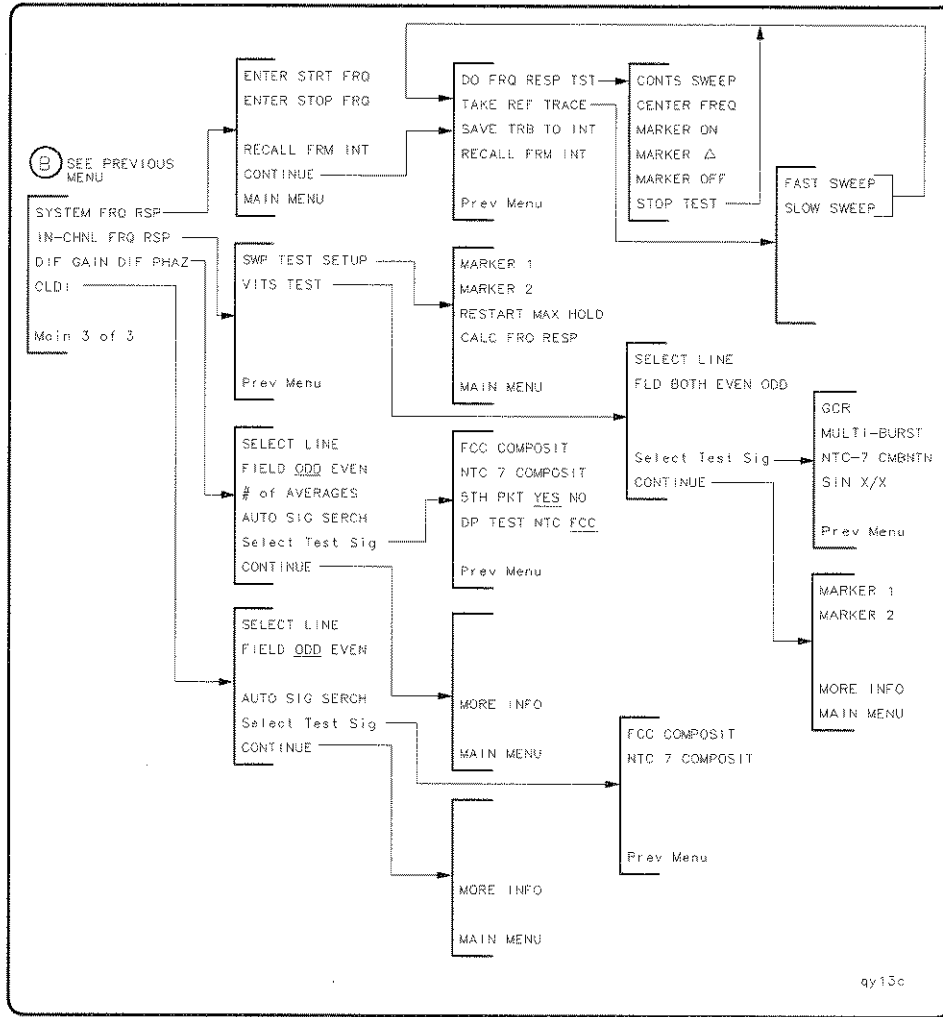 B SEE PREVIOUS
MENU
SYSTEM FRQ RSP
IN-CHNL FRQ RSP
DIF GAIN DIF PHAZ
CLDI
Main 3 of 3
ENTER STRT FRQ
ENTER STOP FRQ
RECALL FRM INT
CONTINUE
MAIN MENU
DO FRQ RESP TST
TAKE REF TRACE
SAVE TRB TO INT
RECALL FRM INT
Prev Menu
CONTS SWEEP
CENTER FREQ
MARKER ON
MARKER △
MARKER OFF
STOP TEST
FAST SWEEP
SLOW SWEEP
SWP TEST SETUP
VITS TEST
Prev Menu
MARKER 1
MARKER 2
RESTART MAX HOLD
CALC FRQ RESP
MAIN MENU
SELECT LINE
FLD BOTH EVEN ODD
Select Test Sig
CONTINUE
GCR
MULTI-BURST
NTC-7 CMBNTN
SIN X/X
Prev Menu
MARKER 1
MARKER 2
MORE INFO
MAIN MENU
SELECT LINE
FIELD ODD EVEN
# of AVERAGES
AUTO SIG SERCH
Select Test Sig
CONTINUE
FCC COMPOSIT
NTC 7 COMPOSIT
5TH PKT YES NO
DP TEST NTC FCC
Prev Menu
MORE INFO
MAIN MENU
SELECT LINE
FIELD ODD EVEN
AUTO SIG SERCH
Select Test Sig
CONTINUE
FCC COMPOSIT
NTC 7 COMPOSIT
Prev Menu
MORE INFO
MAIN MENU
qy13c